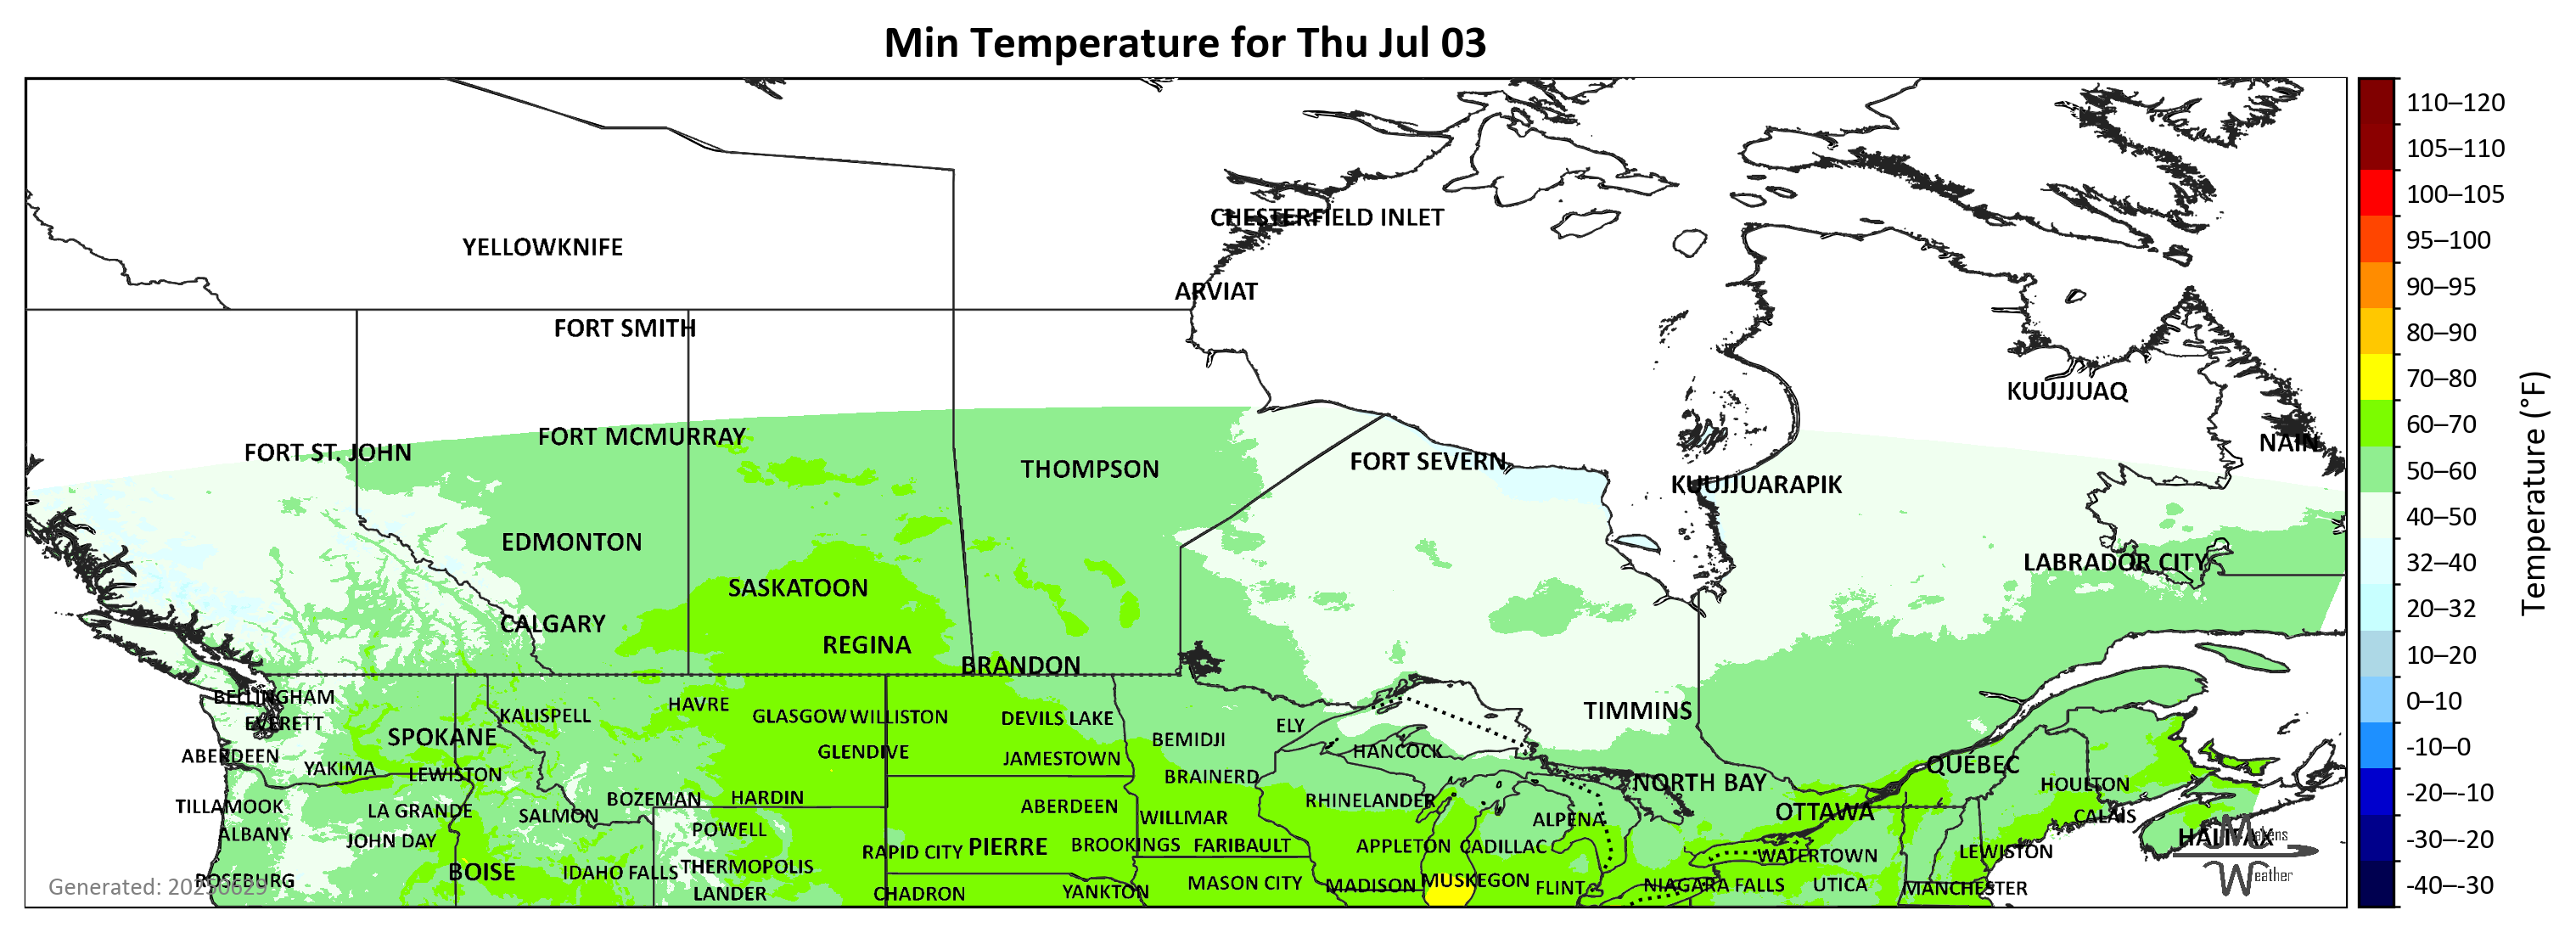 Min Temperature for Thu Jul 03
110–120
105–110
CHESTERFIELD INLET
100–105
YELLOWKNIFE
95–100
ARVIAT
90–95
FORT SMITH
80–90
KUUJJUAQ
70–80
FORT ST. JOHN
FORT MCMURRAY
THOMPSON
FORT SEVERN
NAIN
60–70
KUUJJUARAPIK
50–60
EDMONTON
LABRADOR CITY
40–50
SASKATOON
32–40
CALGARY
REGINA
20–32
BRANDON
10–20
Temperature (°F)
BELLINGHAM
HAVRE
TIMMINS
0–10
EVERETT
KALISPELL
GLASGOW
WILLISTON
DEVILS LAKE
ELY
SPOKANE
BEMIDJI
-10–0
ABERDEEN
GLENDIVE
JAMESTOWN
HANCOCK
YAKIMA
LEWISTON
BRAINERD
NORTH BAY
QUÉBEC
HOULTON
-20–-10
TILLAMOOK
LA GRANDE
SALMON
BOZEMAN
HARDIN
ABERDEEN
WILLMAR
RHINELANDER
ALPENA
OTTAWA
CALAIS
ALBANY
JOHN DAY
POWELL
-30–-20
RAPID CITY
PIERRE
BROOKINGS
FARIBAULT
APPLETON
CADILLAC
WATERTOWN
LEWISTON
HALIFAX
Makens
Weather
ROSEBURG
BOISE
IDAHO FALLS
THERMOPOLIS
LANDER
CHADRON
YANKTON
MASON CITY
MADISON
MUSKEGON
FLINT
NIAGARA FALLS
UTICA
MANCHESTER
-40–-30
Generated: 20250629